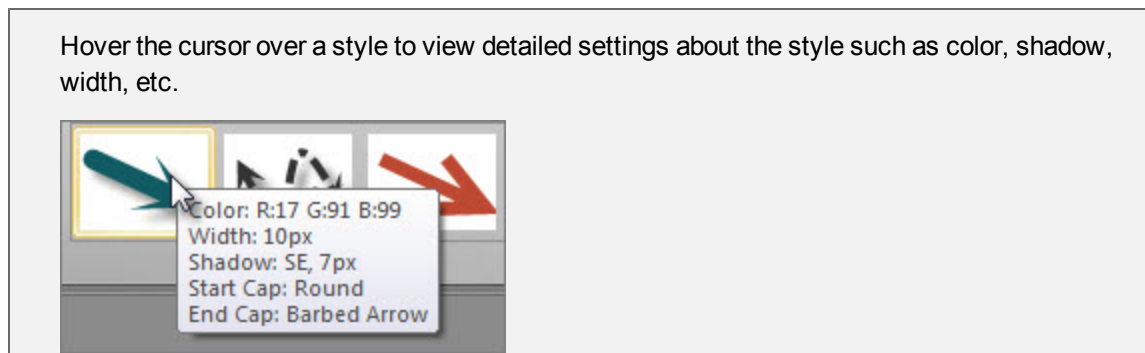 Hover the cursor over a style to view detailed settings about the style such as color, shadow,
width, etc.
Color: R:17 G:91 B:99
Width: 10px
Shadow: SE, 7px
Start Cap: Round
End Cap: Barbed Arrow